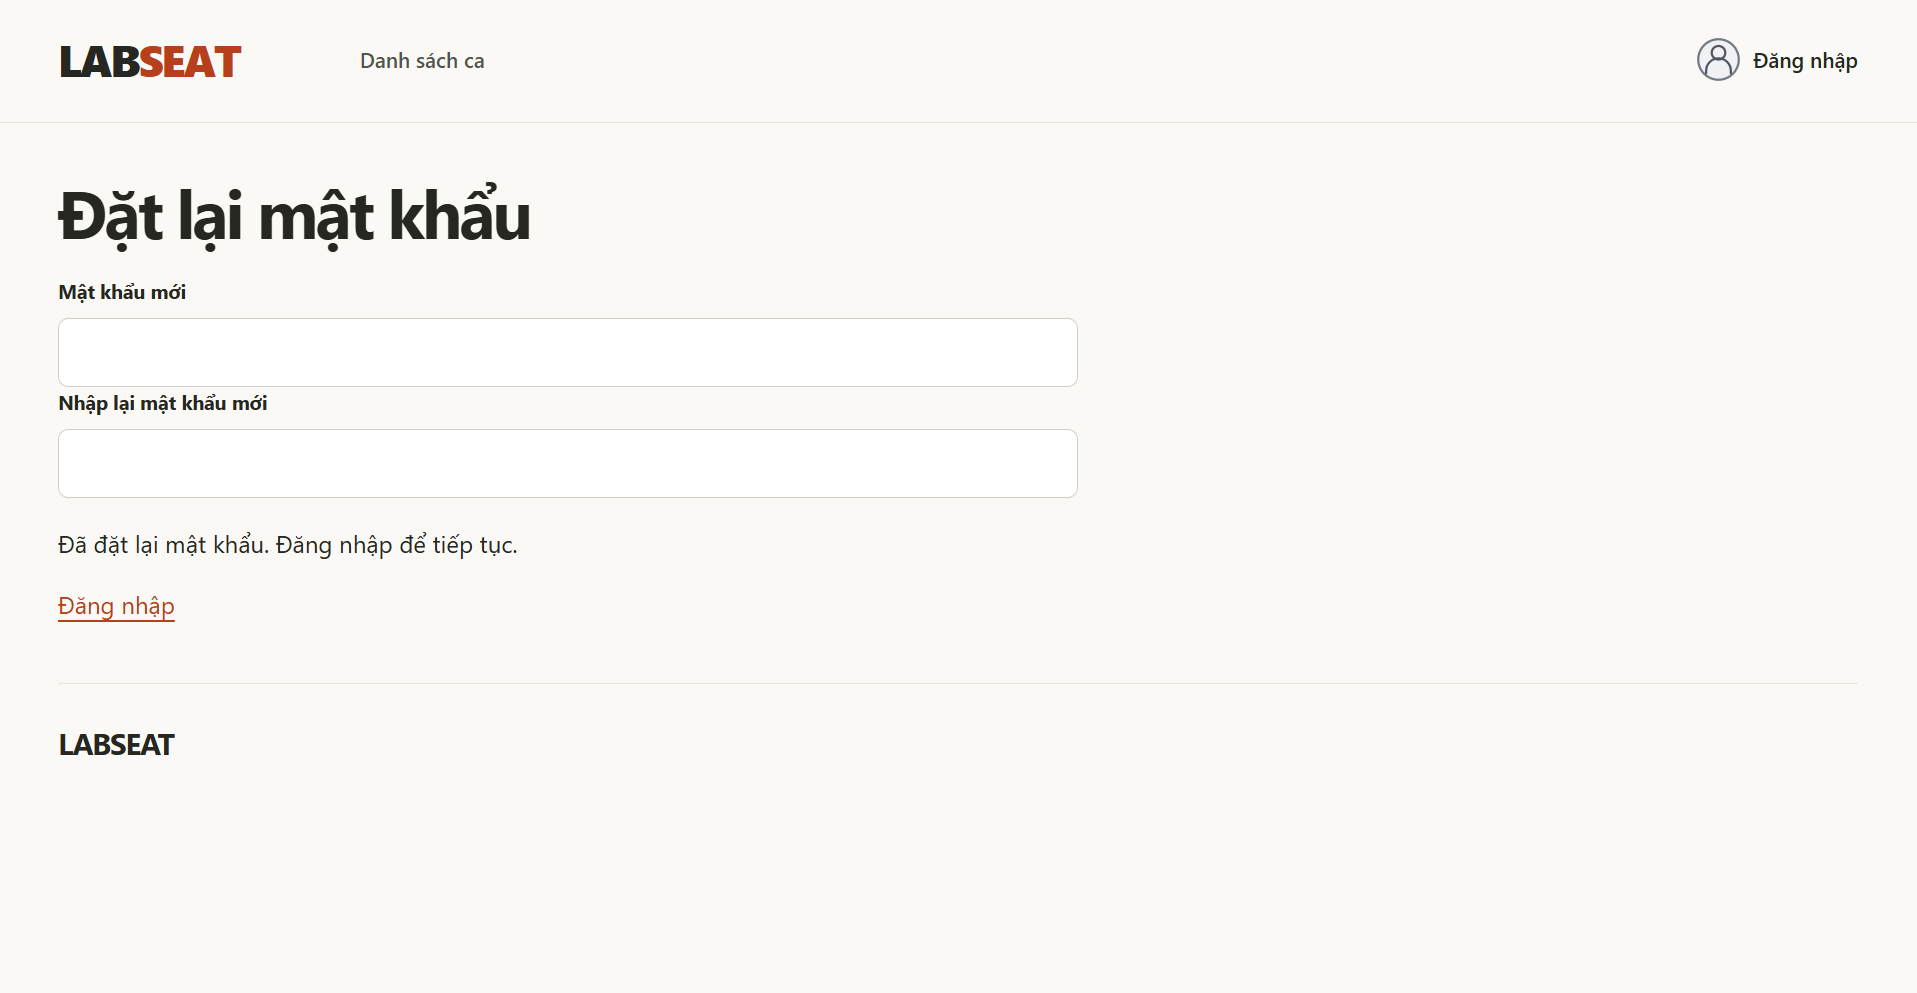 LABSEAT
Danh sách ca
Đăng nhập
Đặt lại mật khẩu
Mật khẩu mới
Nhập lại mật khẩu mới
Đã đặt lại mật khẩu. Đăng nhập để tiếp tục.
Đăng nhập
LABSEAT